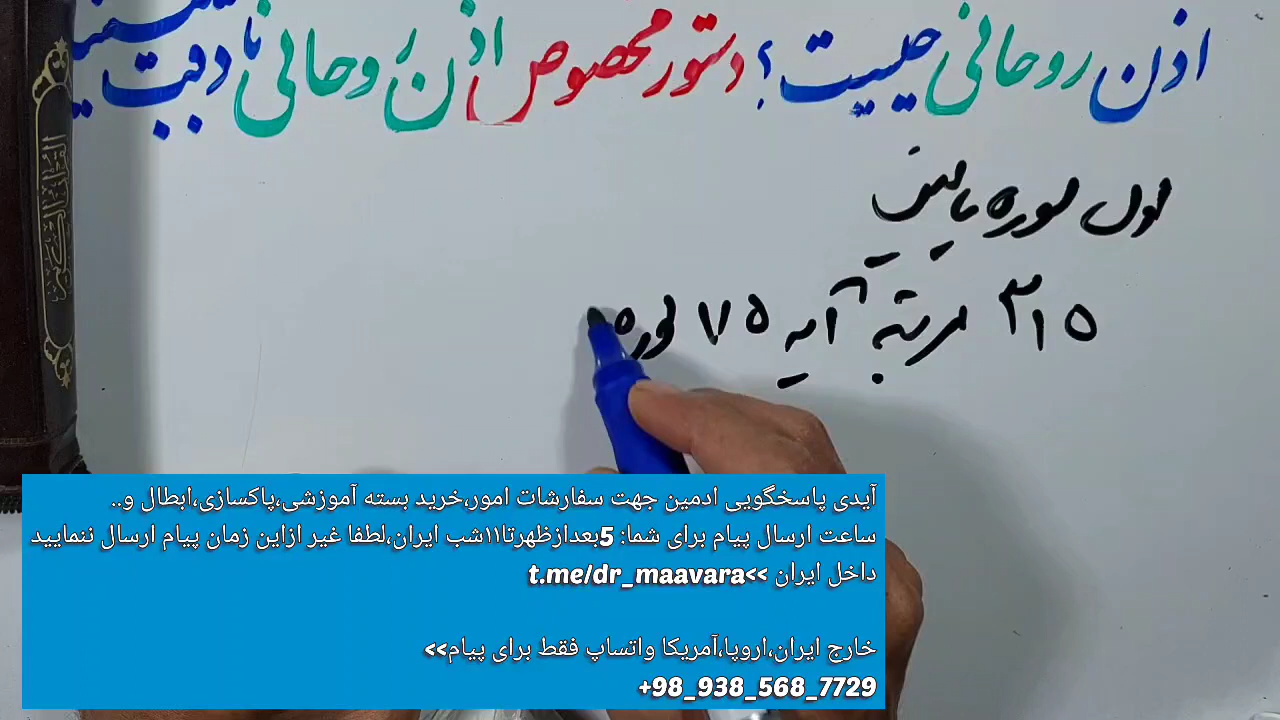 اذن روحانی چیست؟ دستور مخصوص اذن روحانی با دقت
اول سوره یاسین
۳۱۵ مرتبه آیه ۷۵ سوره
آیدی پاسخگویی ادمین جهت سفارشات امور،خرید بسته آموزشی،پاکسازی،ابطال و..
ساعت ارسال پیام برای شما: 5بعدازظهرتا۱۱شب ایران،لطفا غیر ازاین زمان پیام ارسال ننمایید
داخل ایران >>t.me/dr_maavara
خارج ایران،اروپا،آمریکا واتساپ فقط برای پیام>>
+98_938_568_7729